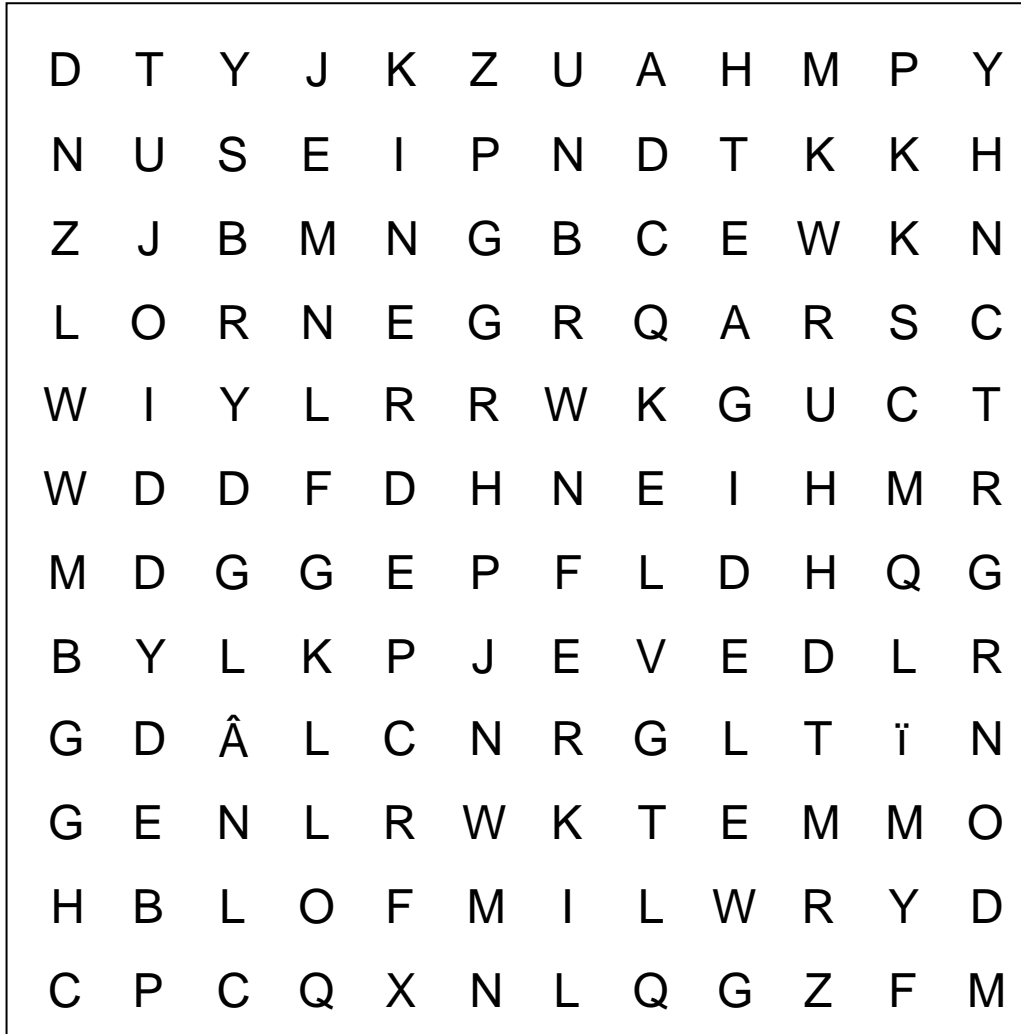 D T Y J K Z U A H M P Y
N U S E I P N D T K K H
Z J B M N G B C E W K N
L O R N E G R Q A R S C
W I Y L R R W K G U C T
W D D F D H N E I H M R
M D G G E P F L D H Q G
B Y L K P J E V E D L R
G D Â L C N R G L T ï N
G E N L R W K T E M M O
H B L O F M I L W R Y D
C P C Q X N L Q G Z F M